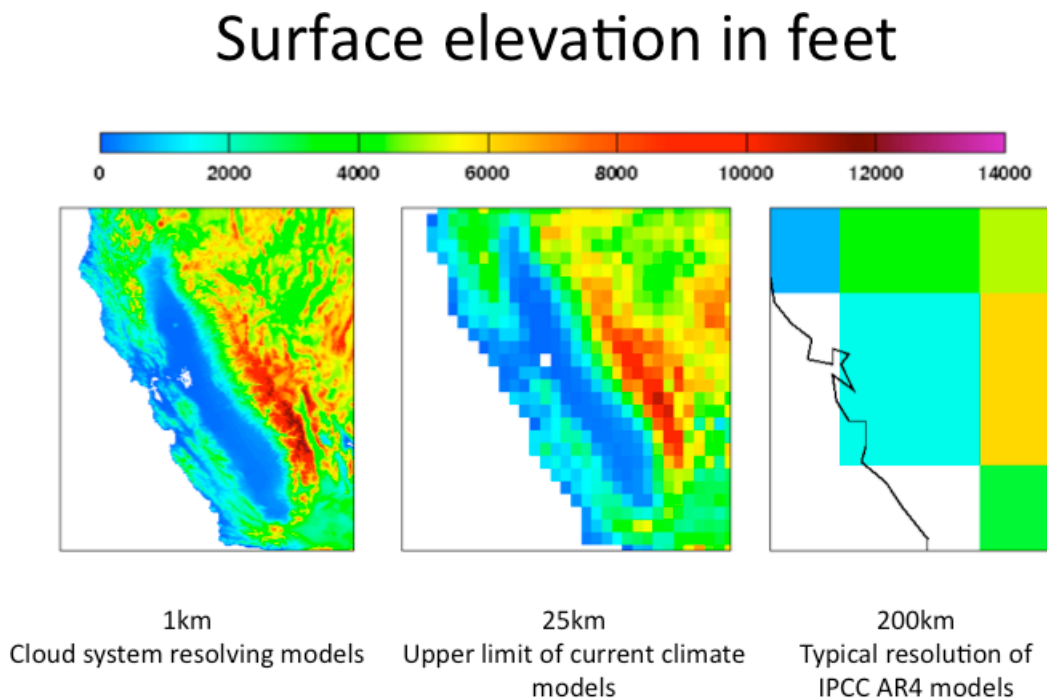 Surface elevation in feet
0 2000 4000 6000 8000 10000 12000 14000
1km
Cloud system resolving models
25km
Upper limit of current climate
models
200km
Typical resolution of
IPCC AR4 models